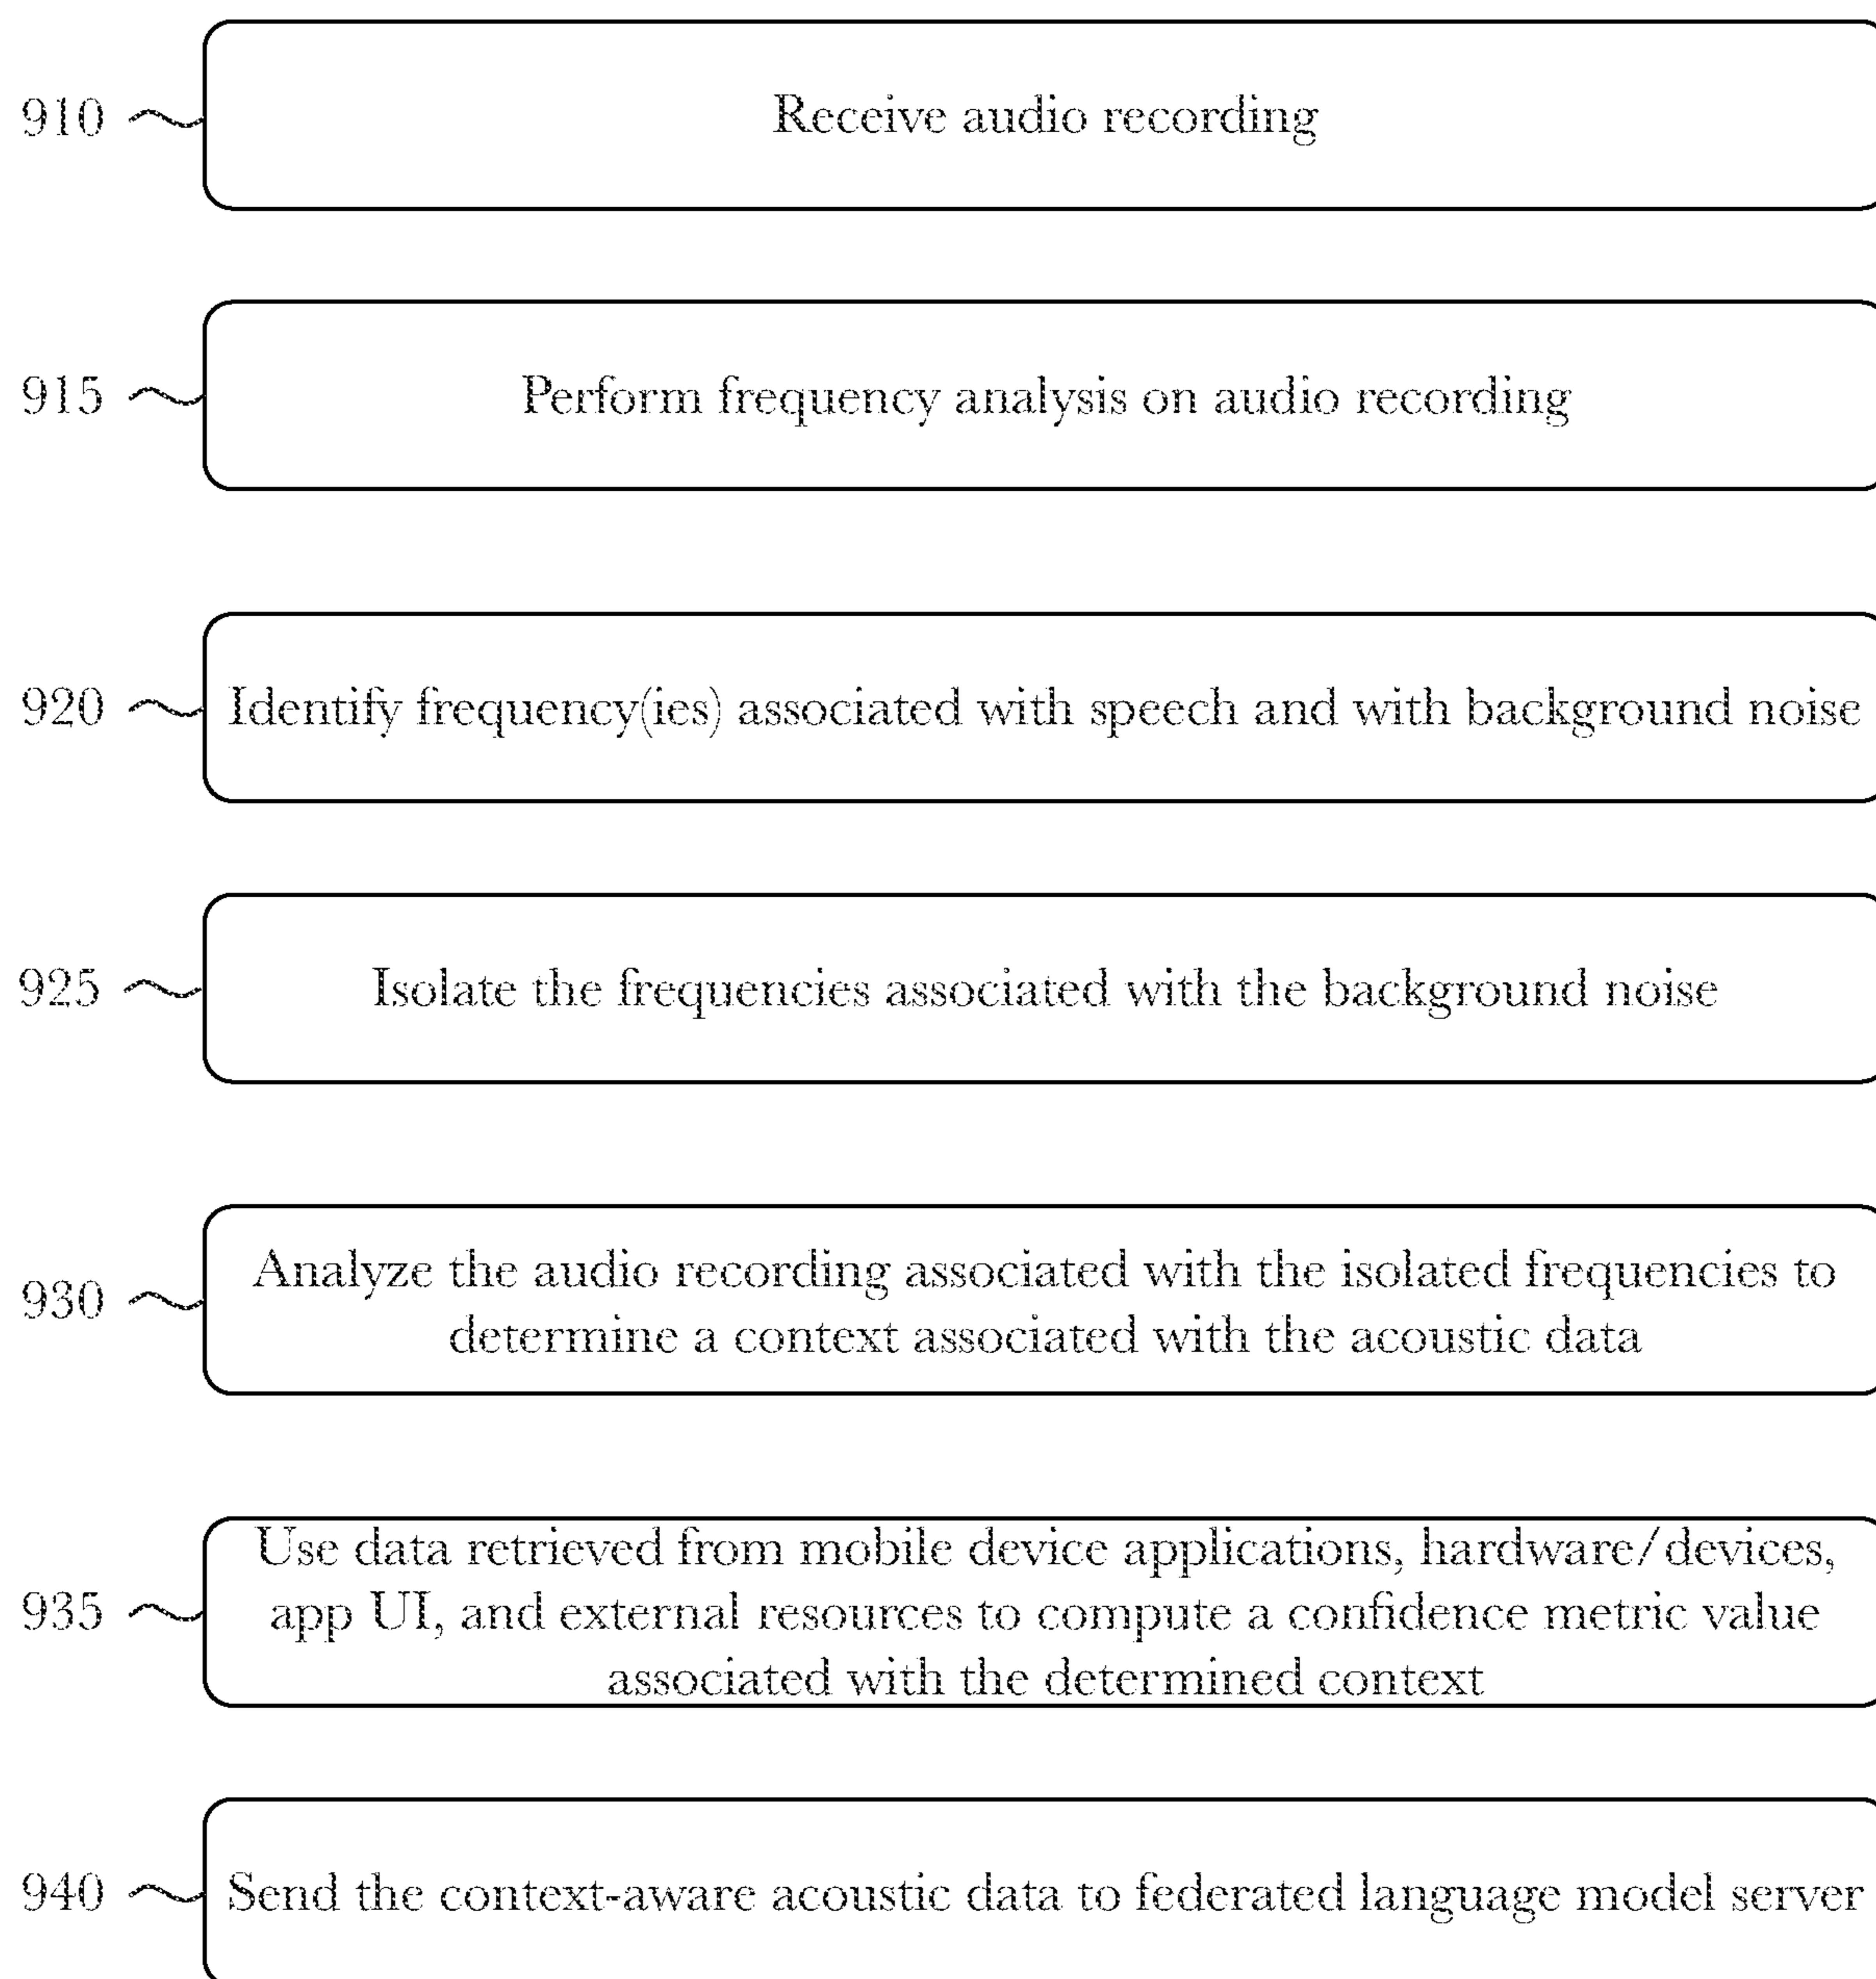 910
Receive audio recording
915
Perform frequency analysis on audio recording
920
Identify frequency(ies) associated with speech and with background noise
925
Isolate the frequencies associated with the background noise
930
Analyze the audio recording associated with the isolated frequencies to
determine a context associated with the acoustic data
935
Use data retrieved from mobile device applications, hardware/devices,
app UI, and external resources to compute a confidence metric value
associated with the determined context
940
Send the context-aware acoustic data to federated language model server